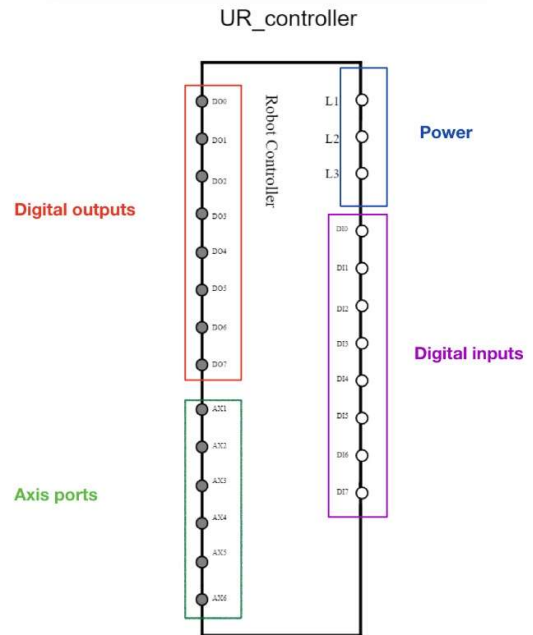 UR_controller
Robot Controller
Digital outputs
DO0
DO1
DO2
DO3
DO4
DO5
DO6
DO7
Axis ports
AX1
AX2
AX3
AX4
AX5
AX6
Power
L1
L2
L3
Digital inputs
DI0
DI1
DI2
DI3
DI4
DI5
DI6
DI7